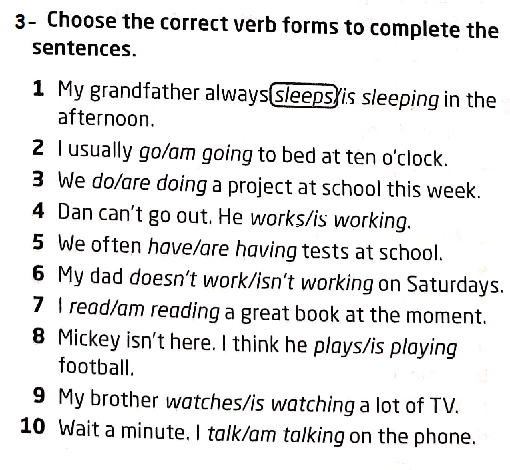 3- Choose the correct verb forms to complete the
sentences.
1 My grandfather always sleeps/is sleeping in the
afternoon.
2 I usually go/am going to bed at ten o'clock.
3 We do/are doing a project at school this week.
4 Dan can't go out. He works/is working.
5 We often have/are having tests at school.
6 My dad doesn't work/isn't working on Saturdays.
7 I read/am reading a great book at the moment.
8 Mickey isn't here. I think he plays/is playing
football.
9 My brother watches/is watching a lot of TV.
10 Wait a minute. I talk/am talking on the phone.